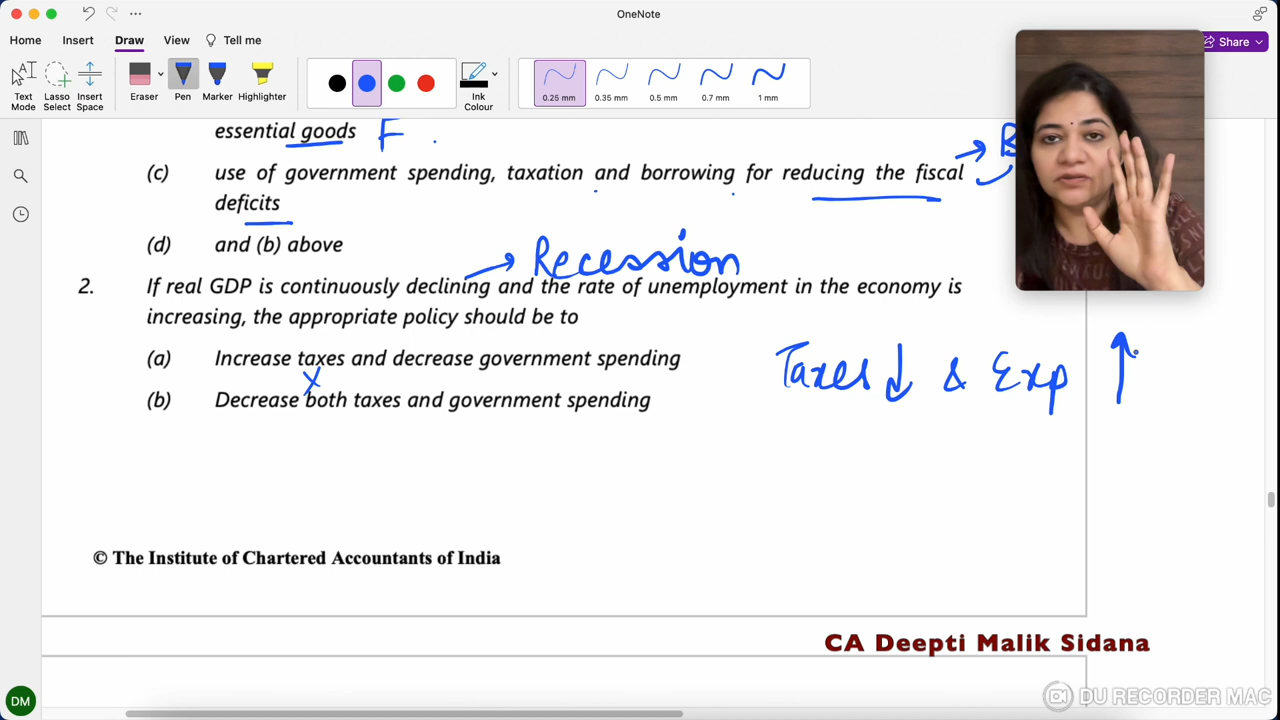 OneNote
Home Insert Draw View Tell me
Share
Text Mode
Lasso Select
Insert Space
Eraser
Pen
Marker
Highlighter
Ink Colour
0.25 mm
0.35 mm
0.5 mm
0.7 mm
1 mm
essential goods F
(c) use of government spending, taxation and borrowing for reducing the fiscal → B
deficits
(d) and (b) above
→ Recession
2. If real GDP is continuously declining and the rate of unemployment in the economy is
increasing, the appropriate policy should be to
(a) Increase taxes and decrease government spending
Taxes ↓ & Exp ↑
X
(b) Decrease both taxes and government spending
© The Institute of Chartered Accountants of India
CA Deepti Malik Sidana
DM
DU RECORDER MAC